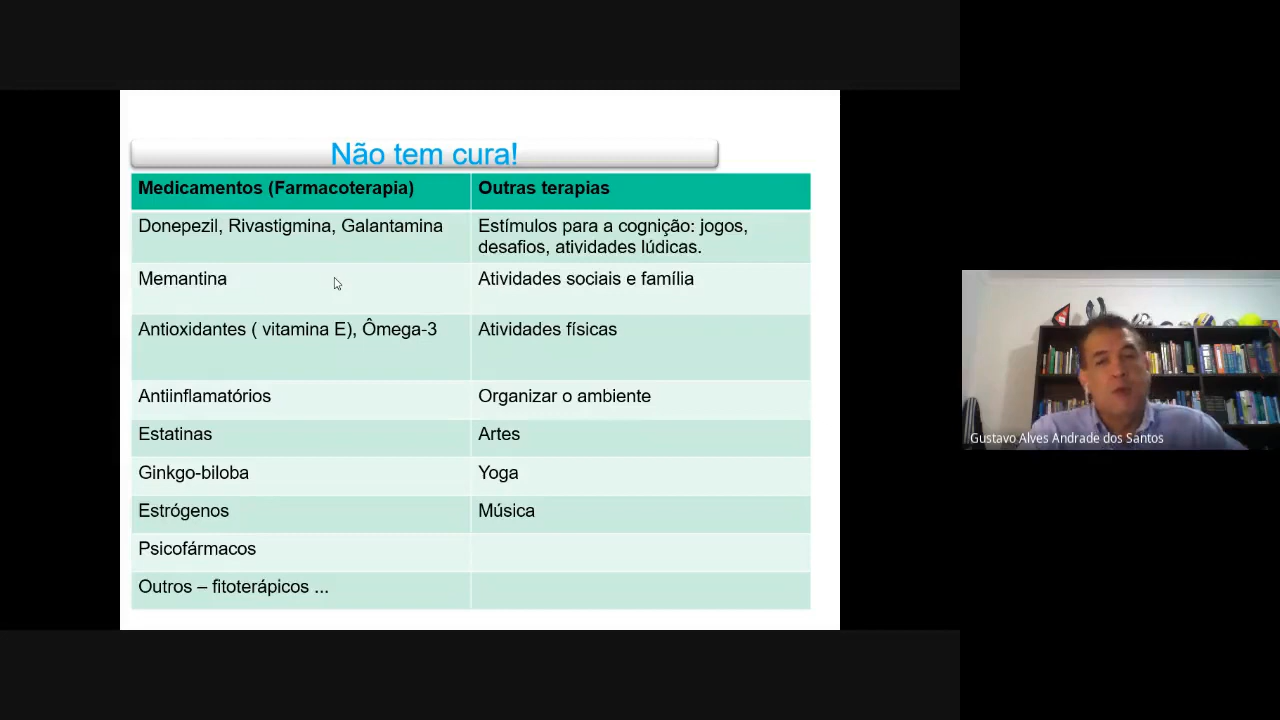 Não tem cura!
Medicamentos (Farmacoterapia)
Outras terapias
Donepezil, Rivastigmina, Galantamina
Estímulos para a cognição: jogos,
desafios, atividades lúdicas.
Memantina
Atividades sociais e família
Antioxidantes ( vitamina E), Ômega-3
Atividades físicas
Antiinflamatórios
Organizar o ambiente
Estatinas
Artes
Ginkgo-biloba
Yoga
Estrógenos
Música
Psicofármacos
Outros – fitoterápicos ...
Gustavo Alves Andrade dos Santos